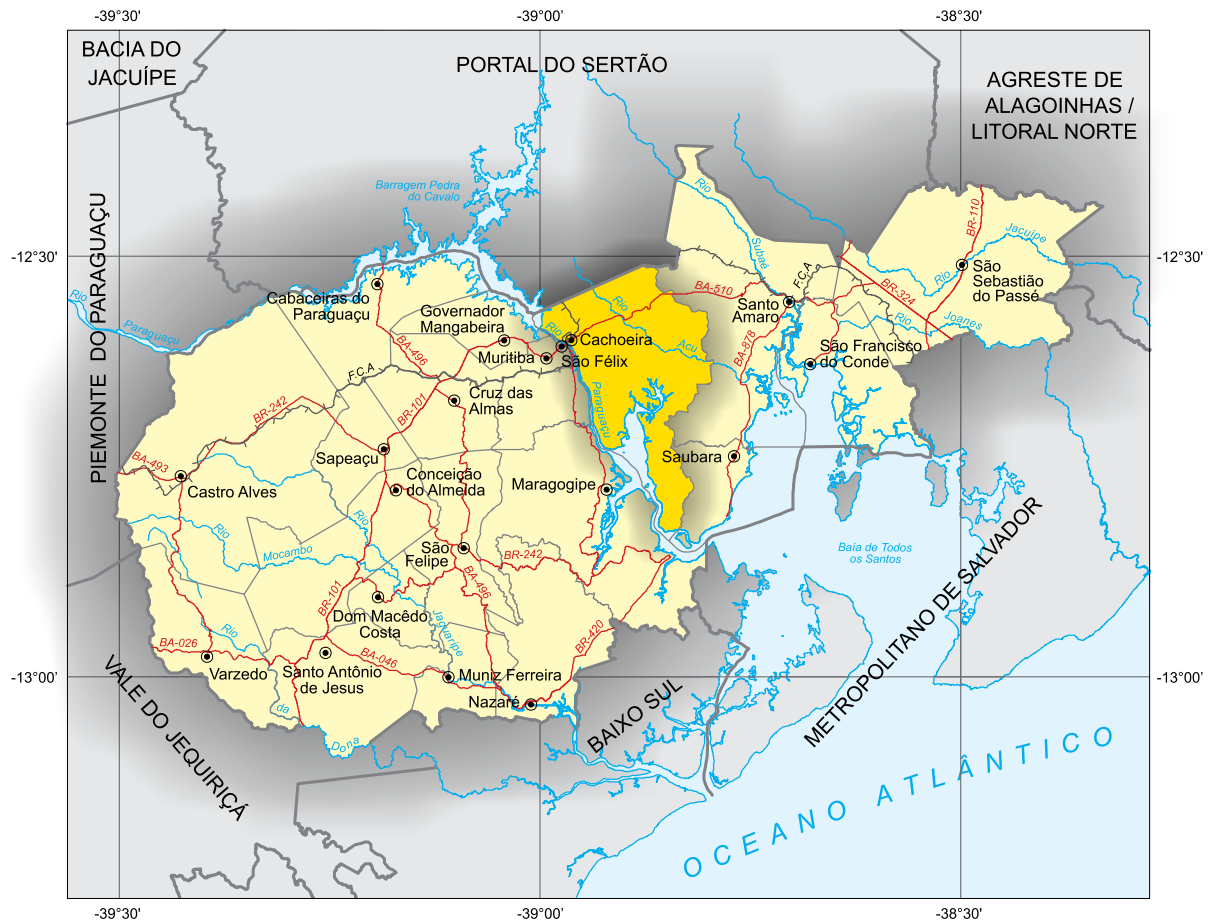 -39°30'
-39°00'
-38°30'
BACIA DO
JACUÍPE
PORTAL DO SERTÃO
AGRESTE DE
ALAGOINHAS /
LITORAL NORTE
Barragem Pedra
do Cavalo
Rio
BR-110
Jacuípe
Subaé
-12°30'
-12°30'
PIEMONTE DO PARAGUAÇU
Rio
Paraguaçu
Cabaceiras do
Paraguaçu
Governador
Mangabeira
Rio
BA-510
F.C.A
Santo
Amaro
BR-324
Rio
São
Sebastião
do Passé
Rio
Joanes
Rio
Cachoeira
Muritiba
São Félix
Acu
BA-878
São Francisco
do Conde
BA-496
F.C.A
BR-242
BR-101
Cruz das
Almas
Paraguaçu
BA-493
Sapeaçu
Saubara
Castro Alves
Conceição
do Almeida
Maragogipe
Rio
Rio
Mocambo
São
Felipe
BR-242
Baía de Todos
os Santos
BR-101
BA-496
Dom Macêdo
Costa
Jaguaripe
Rio
BA-026
BR-420
Varzedo
Santo Antônio
de Jesus
BA-046
Muniz Ferreira
Nazaré
-13°00'
-13°00'
da
Dona
VALE DO JEQUIRIÇÁ
BAIXO SUL
METROPOLITANO DE SALVADOR
OCEANO ATLÂNTICO
-39°30'
-39°00'
-38°30'